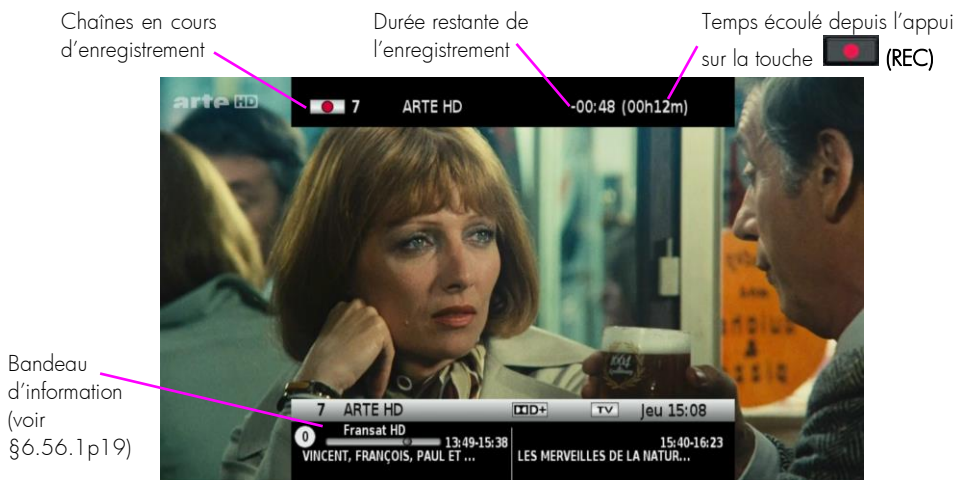 Chaînes en cours
d'enregistrement
Durée restante de
l'enregistrement
Temps écoulé depuis l'appui
sur la touche (REC)
arte HD
7 ARTE HD -00:48 (00h12m)
1664
Bandeau
d'information
(voir
§6.56.1p19)
7 ARTE HD DD+ TV Jeu 15:08
0 Fransat HD
13:49-15:38 15:40-16:23
VINCENT, FRANÇOIS, PAUL ET ... LES MERVEILLES DE LA NATUR...